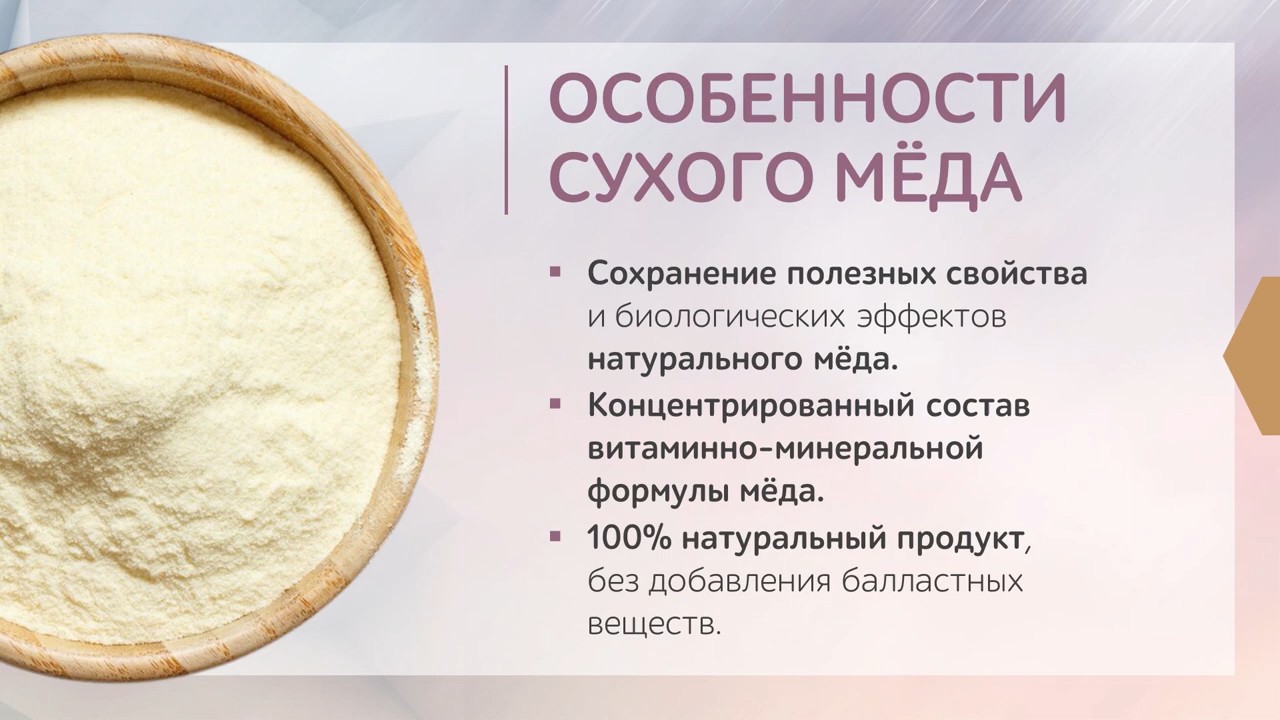 ОСОБЕННОСТИ
СУХОГО МЁДА
▪ Сохранение полезных свойства
и биологических эффектов
натурального мёда.
▪ Концентрированный состав
витаминно-минеральной
формулы мёда.
▪ 100% натуральный продукт,
без добавления балластных
веществ.